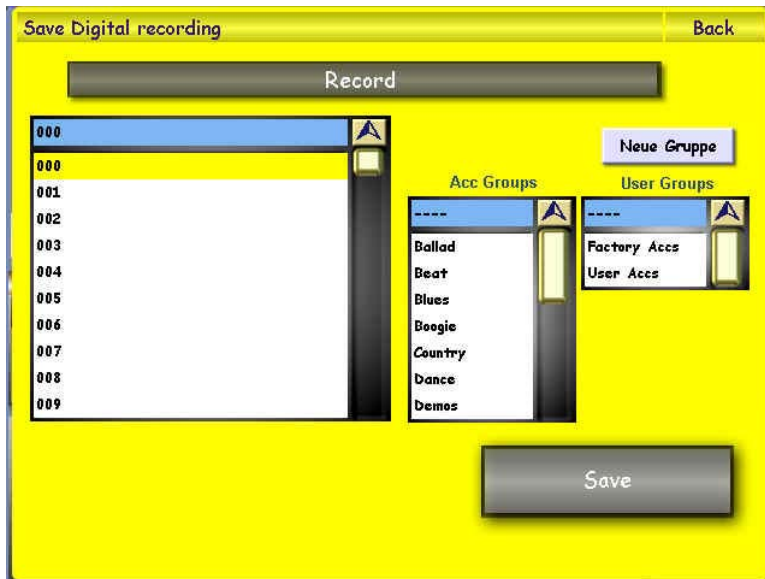 Save Digital recording
Back
Record
000
000
001
002
003
004
005
006
007
008
009
Acc Groups
----
Ballad
Beat
Blues
Boogie
Country
Dance
Demos
Neue Gruppe
User Groups
----
Factory Accs
User Accs
Save